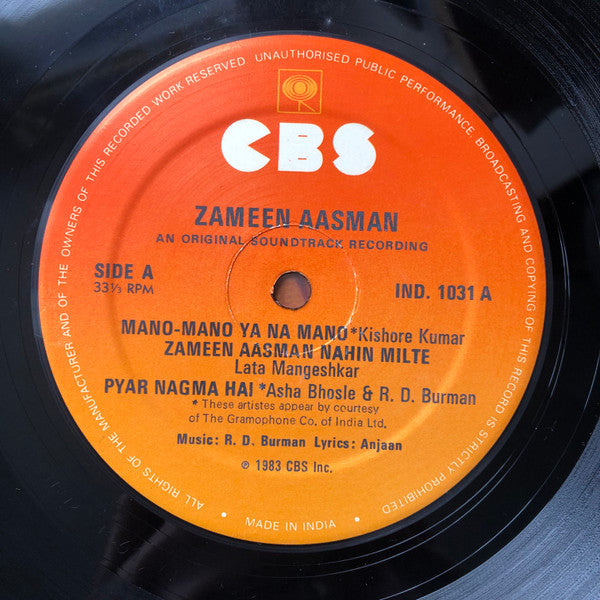 ALL RIGHTS OF THE MANUFACTURER AND OF THE OWNERS OF THIS RECORDED WORK RESERVED UNAUTHORISED PUBLIC PERFORMANCE, BROADCASTING AND COPYING OF THIS RECORD IS STRICTLY PROHIBITED
CBS
ZAMEEN AASMAN
AN ORIGINAL SOUNDTRACK RECORDING
SIDE A
33⅓ RPM
IND. 1031 A
MANO-MANO YA NA MANO*Kishore Kumar
ZAMEEN AASMAN NAHIN MILTE
Lata Mangeshkar
PYAR NAGMA HAI *Asha Bhosle & R. D. Burman
* These artistes appear by courtesy
of The Gramophone Co. of India Ltd.
Music: R. D. Burman Lyrics: Anjaan
℗ 1983 CBS Inc.
• MADE IN INDIA •